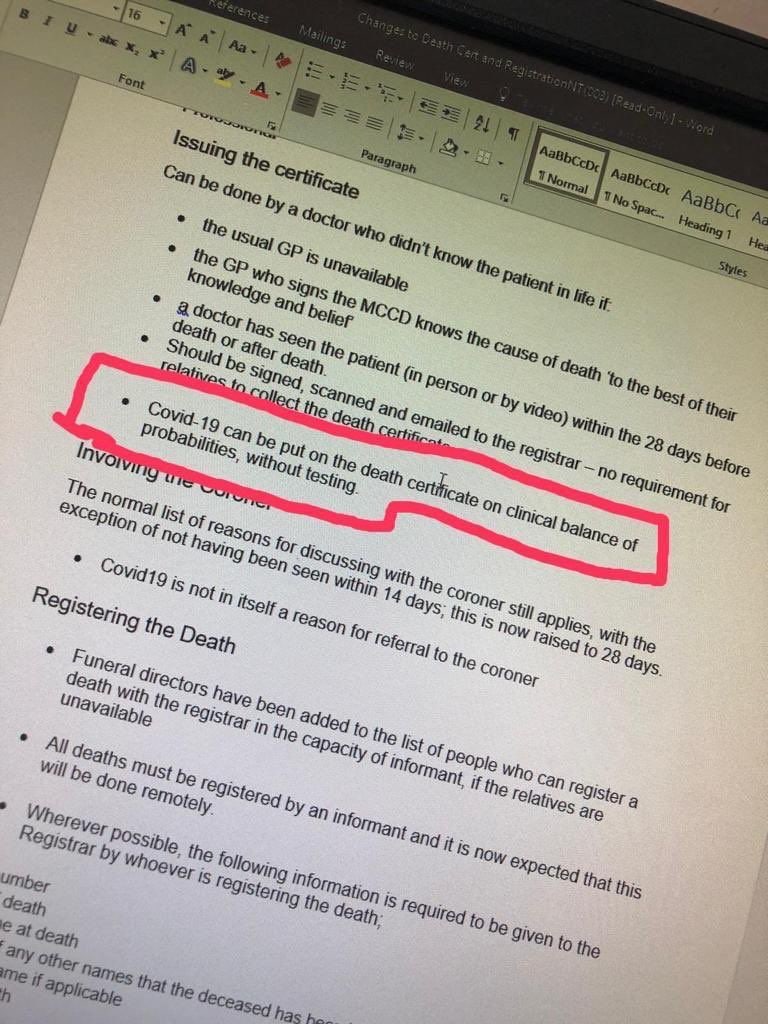 References
Mailings
Review
View
Changes to Death Cert and RegistrationNT(003) [Read-Only] - Word
16
Aa
B I U abc X₂ X²
A
Font
Paragraph
AaBbCcDc
¶ Normal
AaBbCcDc
¶ No Spac...
AaBbC(
Heading 1
Aa
Hea
Styles
Professional
Issuing the certificate
Can be done by a doctor who didn't know the patient in life if:
• the usual GP is unavailable
• the GP who signs the MCCD knows the cause of death 'to the best of their
knowledge and belief'
• a doctor has seen the patient (in person or by video) within the 28 days before
death or after death.
• Should be signed, scanned and emailed to the registrar – no requirement for
relatives to collect the death certificate
• Covid-19 can be put on the death certificate on clinical balance of
probabilities, without testing.
Involving the Coroner
The normal list of reasons for discussing with the coroner still applies, with the
exception of not having been seen within 14 days; this is now raised to 28 days.
• Covid19 is not in itself a reason for referral to the coroner
Registering the Death
• Funeral directors have been added to the list of people who can register a
death with the registrar in the capacity of informant, if the relatives are
unavailable
• All deaths must be registered by an informant and it is now expected that this
will be done remotely.
• Wherever possible, the following information is required to be given to the
Registrar by whoever is registering the death;
umber
death
e at death
f any other names that the deceased has
ame if applicable
th